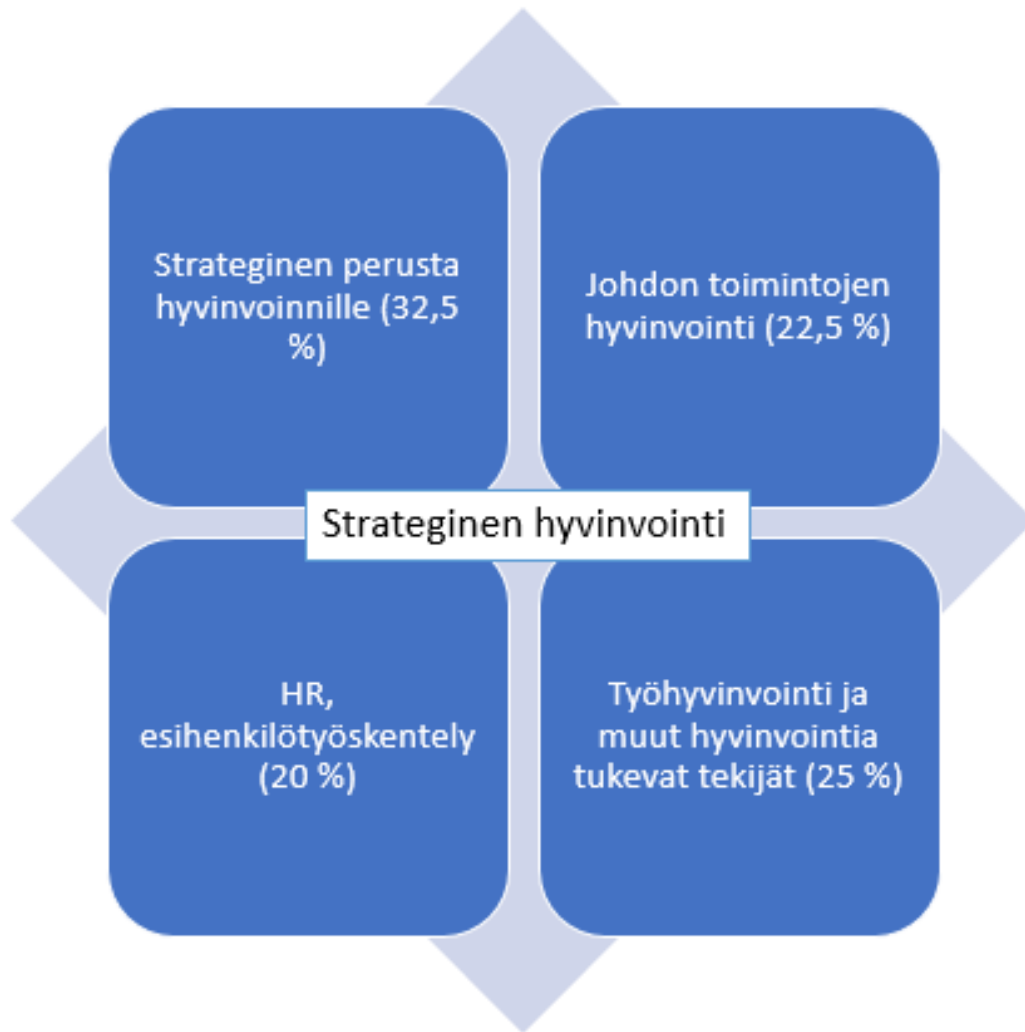 Strateginen perusta
hyvinvoinnille (32,5
%)
Johdon toimintojen
hyvinvointi (22,5 %)
Strateginen hyvinvointi
HR,
esihenkilötyöskentely
(20 %)
Työhyvinvointi ja
muut hyvinvointia
tukevat tekijät (25 %)